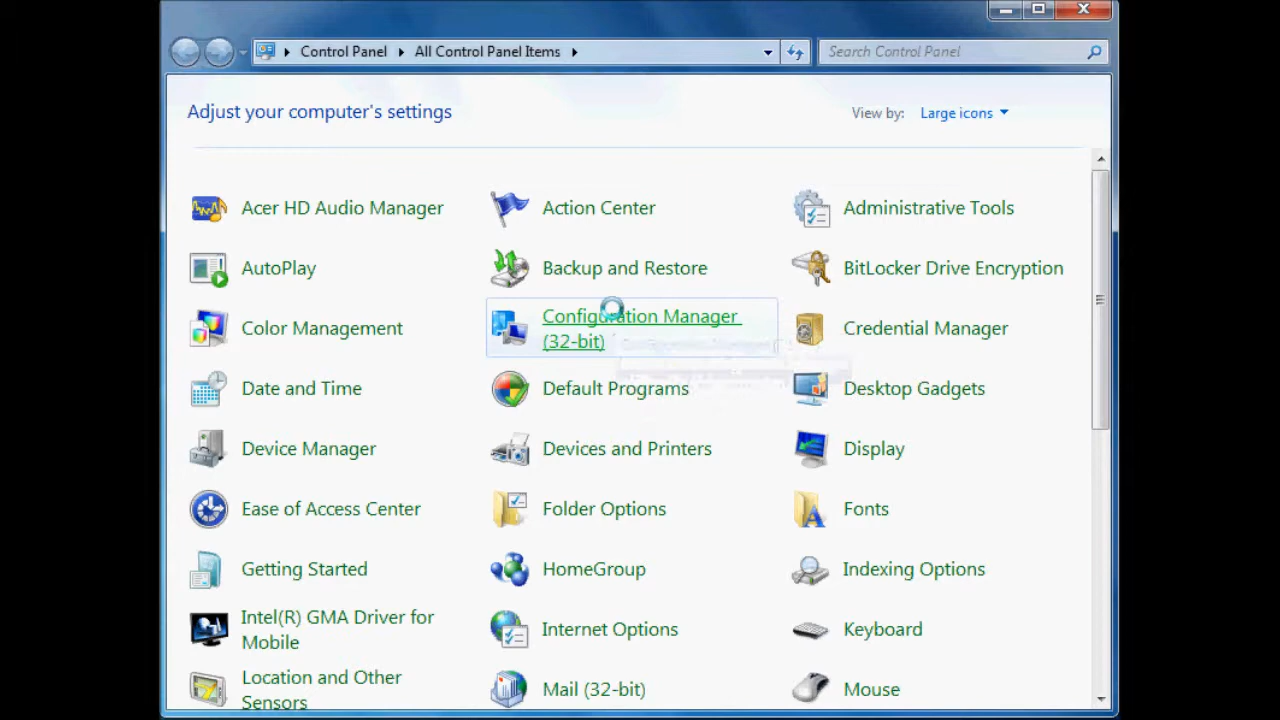 Control Panel
All Control Panel Items
Search Control Panel
Adjust your computer's settings
View by: Large icons
Acer HD Audio Manager
Action Center
Administrative Tools
AutoPlay
Backup and Restore
BitLocker Drive Encryption
Color Management
Configuration Manager
(32-bit)
Credential Manager
Date and Time
Default Programs
Desktop Gadgets
Device Manager
Devices and Printers
Display
Ease of Access Center
Folder Options
Fonts
Getting Started
HomeGroup
Indexing Options
Intel(R) GMA Driver for
Mobile
Internet Options
Keyboard
Location and Other
Sensors
Mail (32-bit)
Mouse